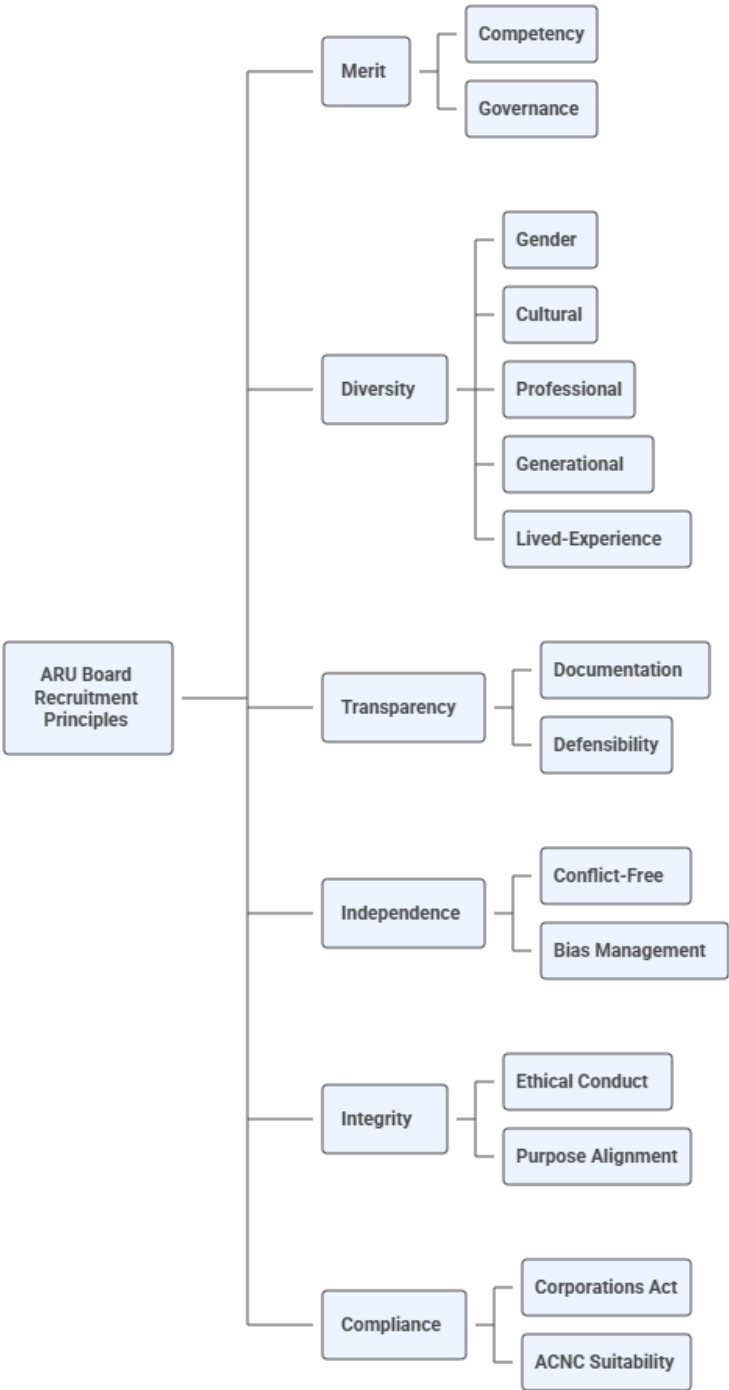 ARU Board
Recruitment
Principles
Merit
Competency
Governance
Diversity
Gender
Cultural
Professional
Generational
Lived-Experience
Transparency
Documentation
Defensibility
Independence
Conflict-Free
Bias Management
Integrity
Ethical Conduct
Purpose Alignment
Compliance
Corporations Act
ACNC Suitability